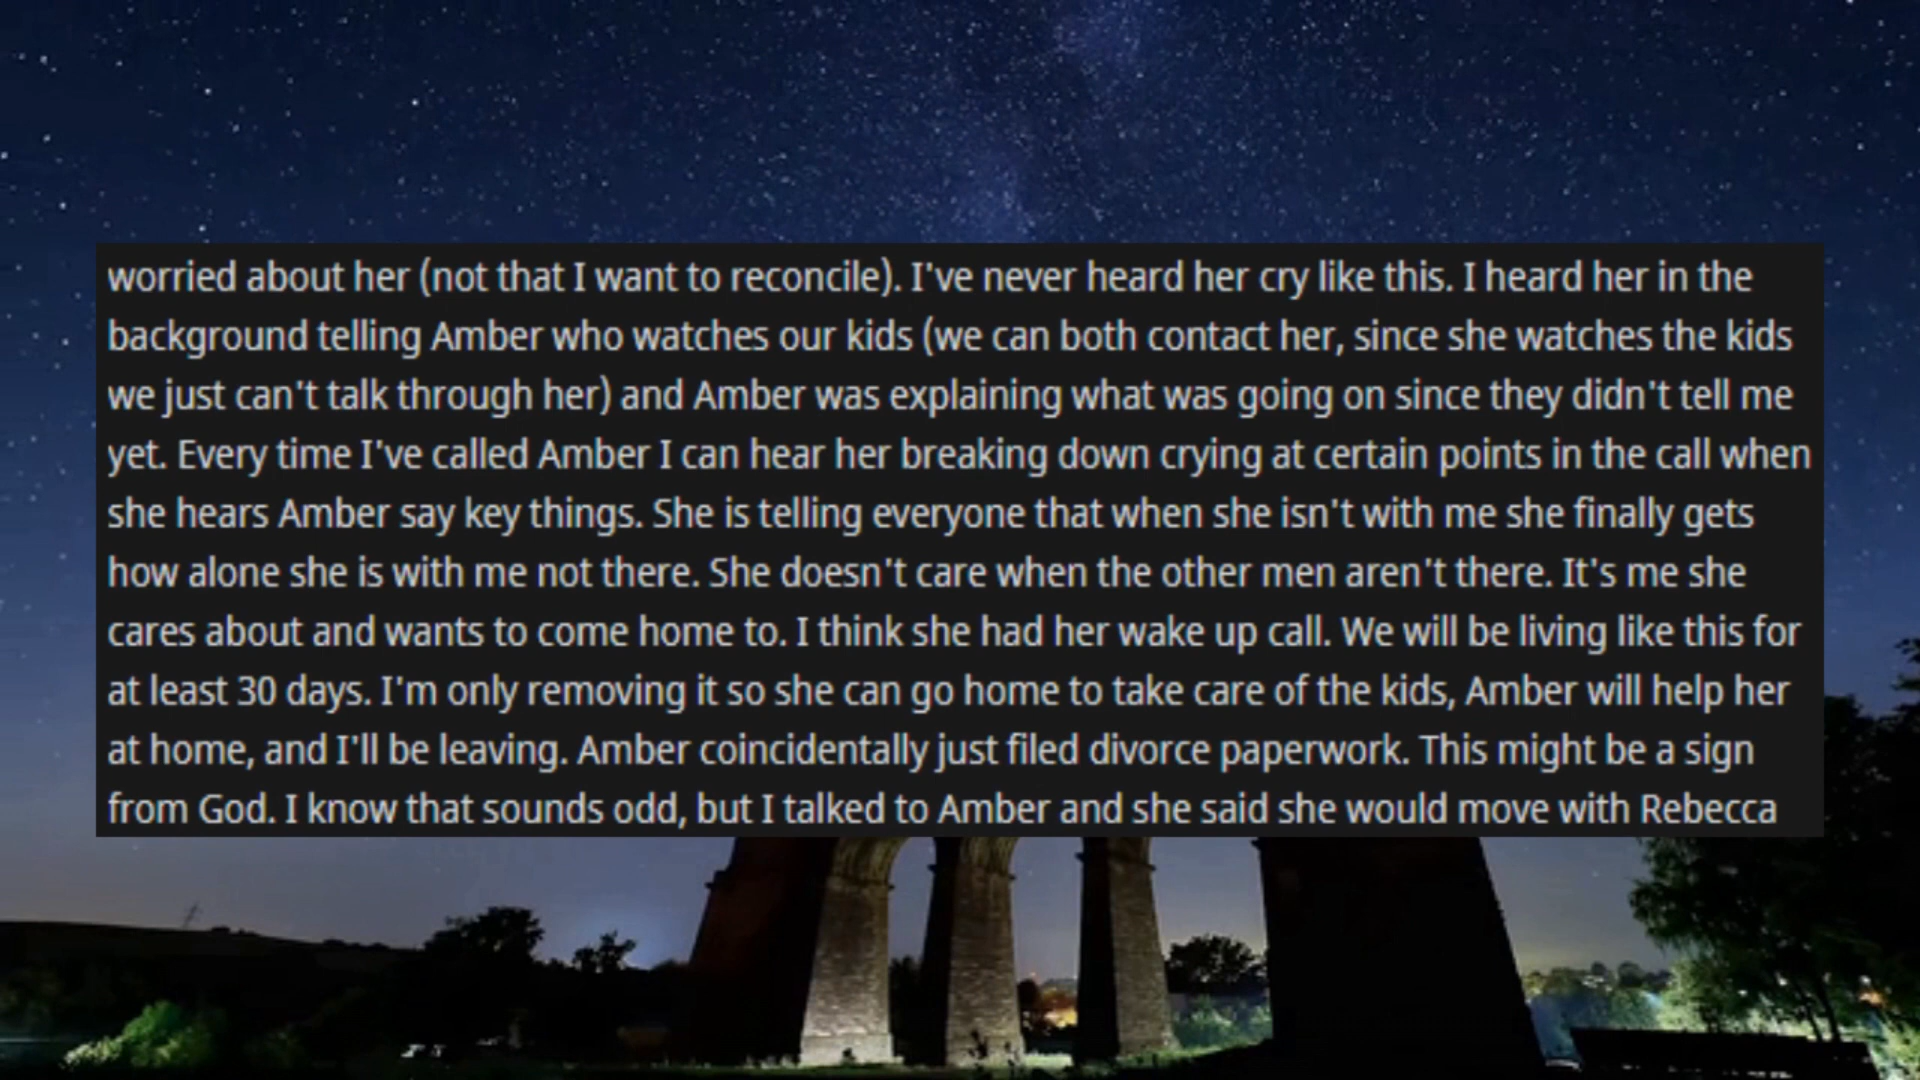 worried about her (not that I want to reconcile). I've never heard her cry like this. I heard her in the
background telling Amber who watches our kids (we can both contact her, since she watches the kids
we just can't talk through her) and Amber was explaining what was going on since they didn't tell me
yet. Every time I've called Amber I can hear her breaking down crying at certain points in the call when
she hears Amber say key things. She is telling everyone that when she isn't with me she finally gets
how alone she is with me not there. She doesn't care when the other men aren't there. It's me she
cares about and wants to come home to. I think she had her wake up call. We will be living like this for
at least 30 days. I'm only removing it so she can go home to take care of the kids, Amber will help her
at home, and I'll be leaving. Amber coincidentally just filed divorce paperwork. This might be a sign
from God. I know that sounds odd, but I talked to Amber and she said she would move with Rebecca